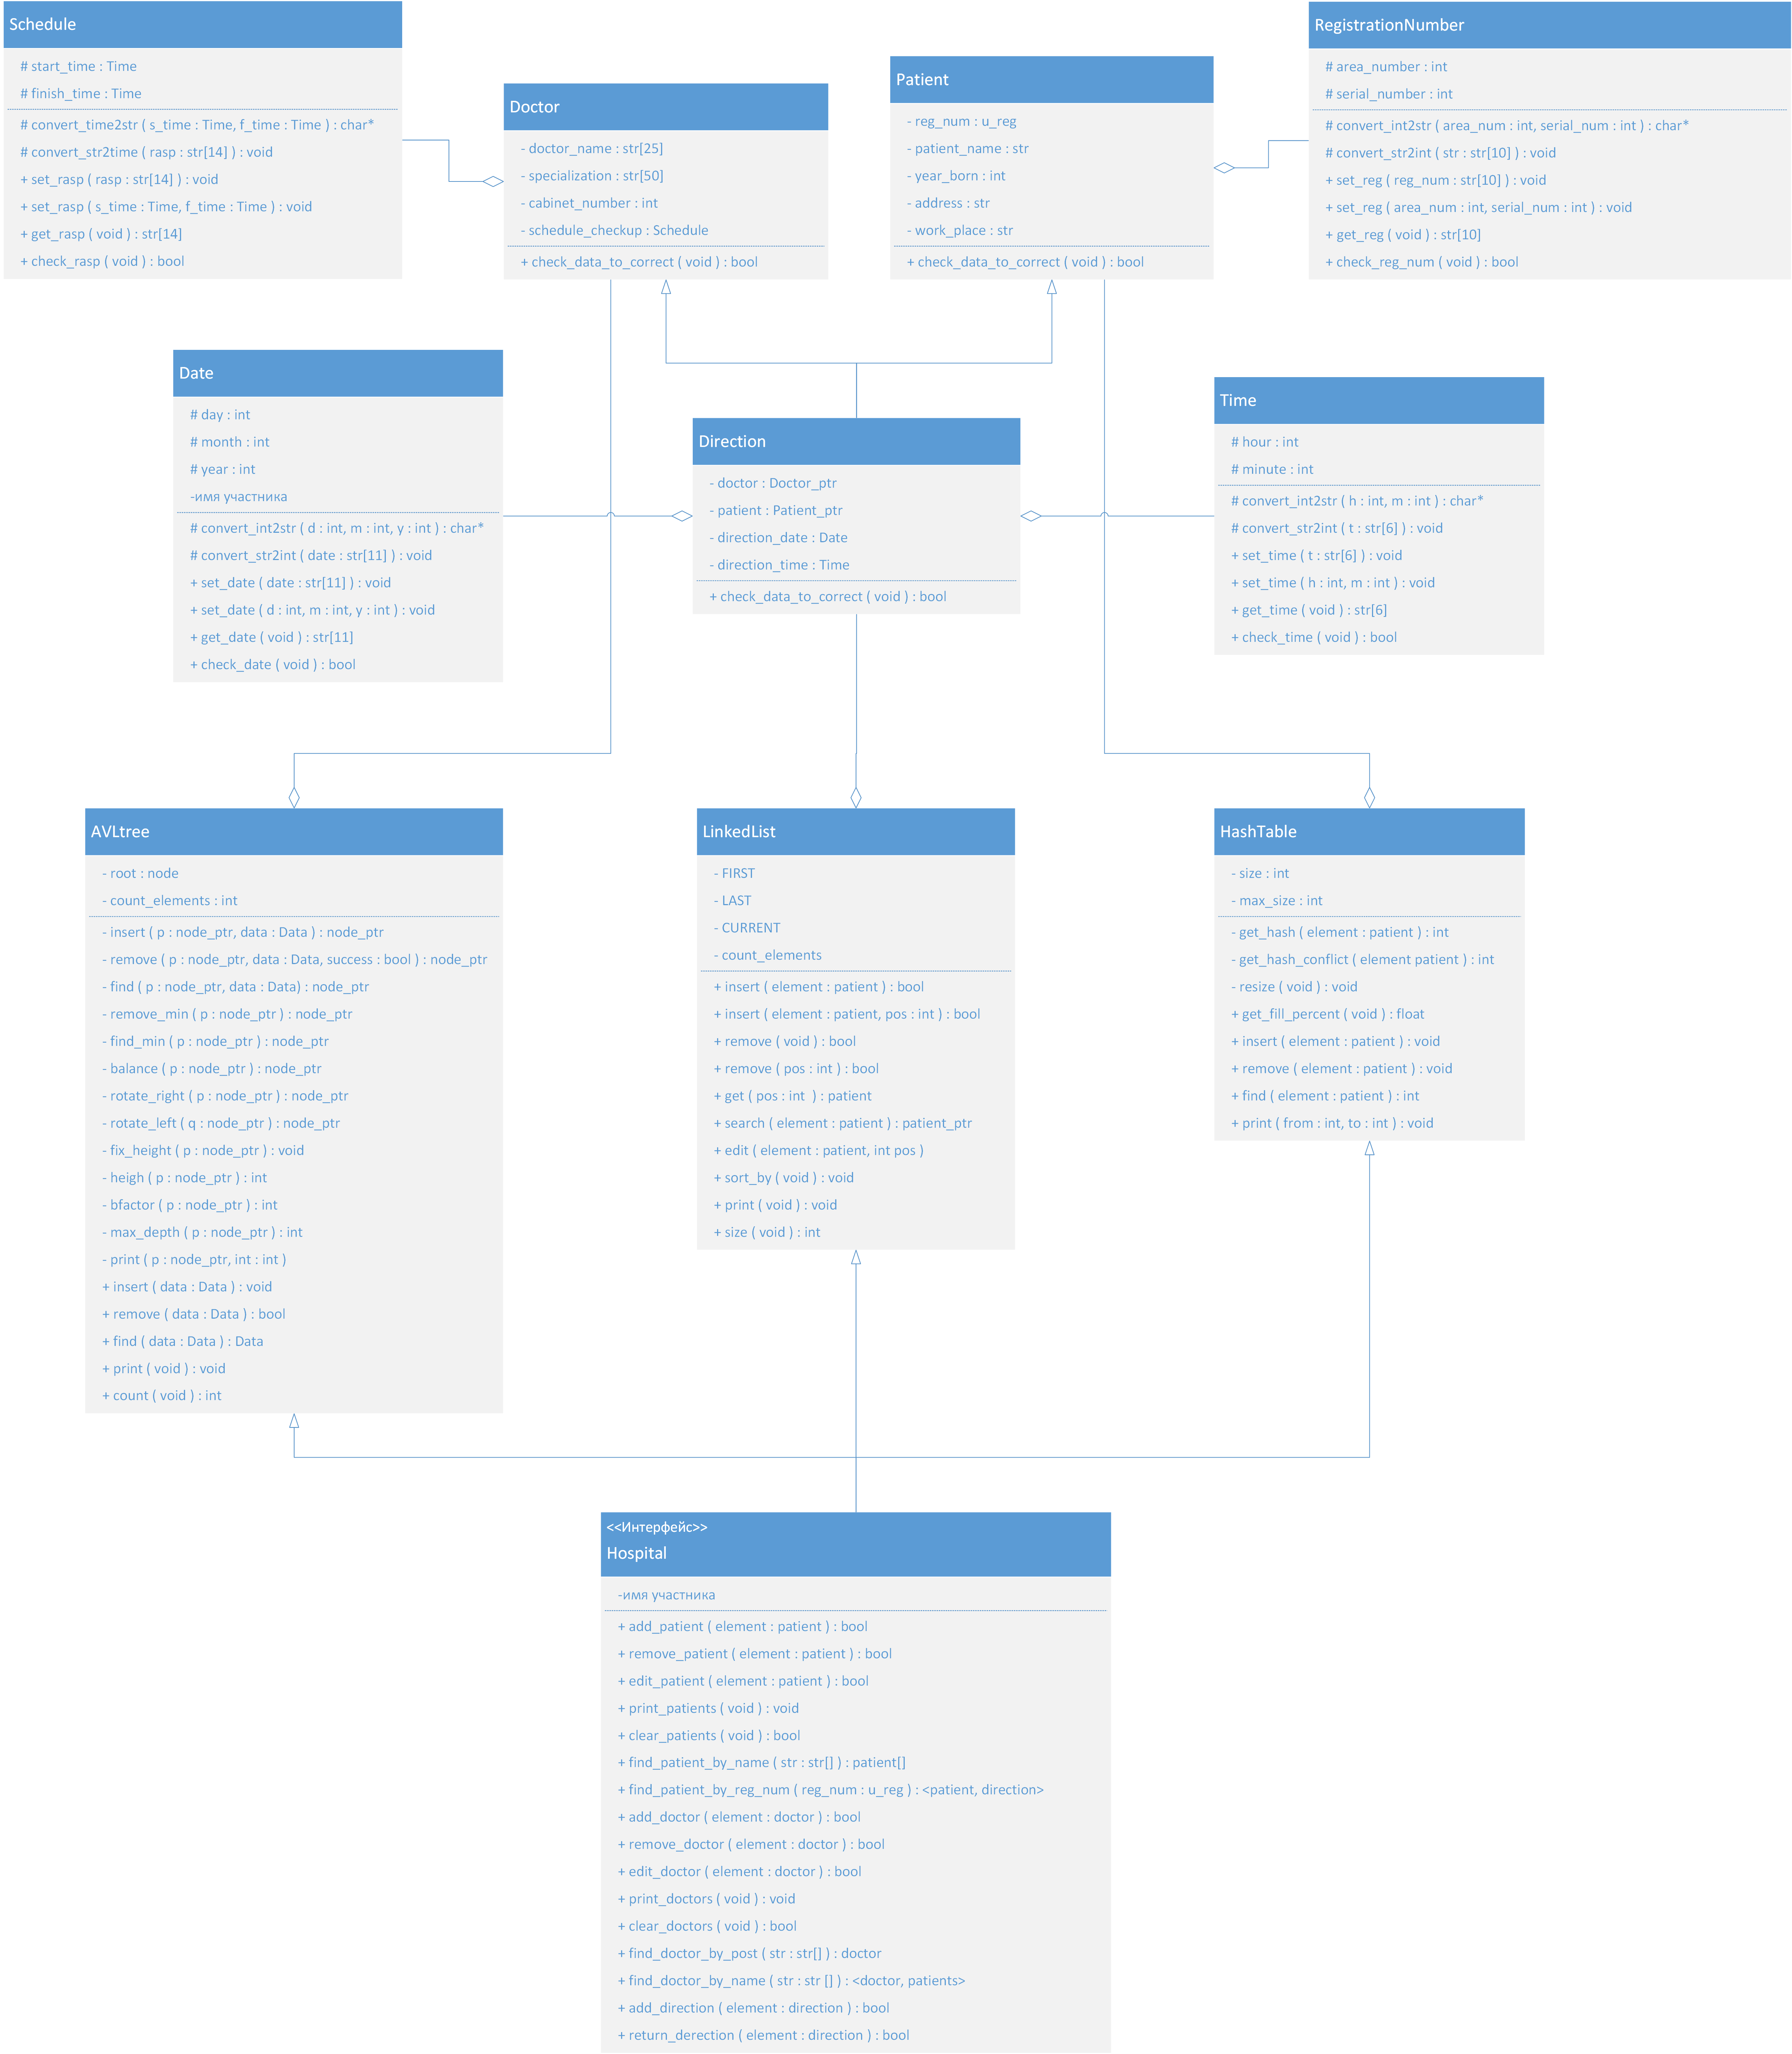 Schedule
# start_time : Time
# finish_time : Time
# convert_time2str ( s_time : Time, f_time : Time ) : char*
# convert_str2time ( rasp : str[14] ) : void
+ set_rasp ( rasp : str[14] ) : void
+ set_rasp ( s_time : Time, f_time : Time ) : void
+ get_rasp ( void ) : str[14]
+ check_rasp ( void ) : bool
Doctor
- doctor_name : str[25]
- specialization : str[50]
- cabinet_number : int
- schedule_checkup : Schedule
+ check_data_to_correct ( void ) : bool
Patient
- reg_num : u_reg
- patient_name : str
- year_born : int
- address : str
- work_place : str
+ check_data_to_correct ( void ) : bool
RegistrationNumber
# area_number : int
# serial_number : int
# convert_int2str ( area_num : int, serial_num : int ) : char*
# convert_str2int ( str : str[10] ) : void
+ set_reg ( reg_num : str[10] ) : void
+ set_reg ( area_num : int, serial_num : int ) : void
+ get_reg ( void ) : str[10]
+ check_reg_num ( void ) : bool
Date
# day : int
# month : int
# year : int
-имя участника
# convert_int2str ( d : int, m : int, y : int ) : char*
# convert_str2int ( date : str[11] ) : void
+ set_date ( date : str[11] ) : void
+ set_date ( d : int, m : int, y : int ) : void
+ get_date ( void ) : str[11]
+ check_date ( void ) : bool
Direction
- doctor : Doctor_ptr
- patient : Patient_ptr
- direction_date : Date
- direction_time : Time
+ check_data_to_correct ( void ) : bool
Time
# hour : int
# minute : int
# convert_int2str ( h : int, m : int ) : char*
# convert_str2int ( t : str[6] ) : void
+ set_time ( t : str[6] ) : void
+ set_time ( h : int, m : int ) : void
+ get_time ( void ) : str[6]
+ check_time ( void ) : bool
AVLtree
- root : node
- count_elements : int
- insert ( p : node_ptr, data : Data ) : node_ptr
- remove ( p : node_ptr, data : Data, success : bool ) : node_ptr
- find ( p : node_ptr, data : Data) : node_ptr
- remove_min ( p : node_ptr ) : node_ptr
- find_min ( p : node_ptr ) : node_ptr
- balance ( p : node_ptr ) : node_ptr
- rotate_right ( p : node_ptr ) : node_ptr
- rotate_left ( q : node_ptr ) : node_ptr
- fix_height ( p : node_ptr ) : void
- heigh ( p : node_ptr ) : int
- bfactor ( p : node_ptr ) : int
- max_depth ( p : node_ptr ) : int
- print ( p : node_ptr, int : int )
+ insert ( data : Data ) : void
+ remove ( data : Data ) : bool
+ find ( data : Data ) : Data
+ print ( void ) : void
+ count ( void ) : int
LinkedList
- FIRST
- LAST
- CURRENT
- count_elements
+ insert ( element : patient ) : bool
+ insert ( element : patient, pos : int ) : bool
+ remove ( void ) : bool
+ remove ( pos : int ) : bool
+ get ( pos : int  ) : patient
+ search ( element : patient ) : patient_ptr
+ edit ( element : patient, int pos )
+ sort_by ( void ) : void
+ print ( void ) : void
+ size ( void ) : int
HashTable
- size : int
- max_size : int
- get_hash ( element : patient ) : int
- get_hash_conflict ( element patient ) : int
- resize ( void ) : void
+ get_fill_percent ( void ) : float
+ insert ( element : patient ) : void
+ remove ( element : patient ) : void
+ find ( element : patient ) : int
+ print ( from : int, to : int ) : void
<<Интерфейс>>
Hospital
-имя участника
+ add_patient ( element : patient ) : bool
+ remove_patient ( element : patient ) : bool
+ edit_patient ( element : patient ) : bool
+ print_patients ( void ) : void
+ clear_patients ( void ) : bool
+ find_patient_by_name ( str : str[] ) : patient[]
+ find_patient_by_reg_num ( reg_num : u_reg ) : <patient, direction>
+ add_doctor ( element : doctor ) : bool
+ remove_doctor ( element : doctor ) : bool
+ edit_doctor ( element : doctor ) : bool
+ print_doctors ( void ) : void
+ clear_doctors ( void ) : bool
+ find_doctor_by_post ( str : str[] ) : doctor
+ find_doctor_by_name ( str : str [] ) : <doctor, patients>
+ add_direction ( element : direction ) : bool
+ return_derection ( element : direction ) : bool